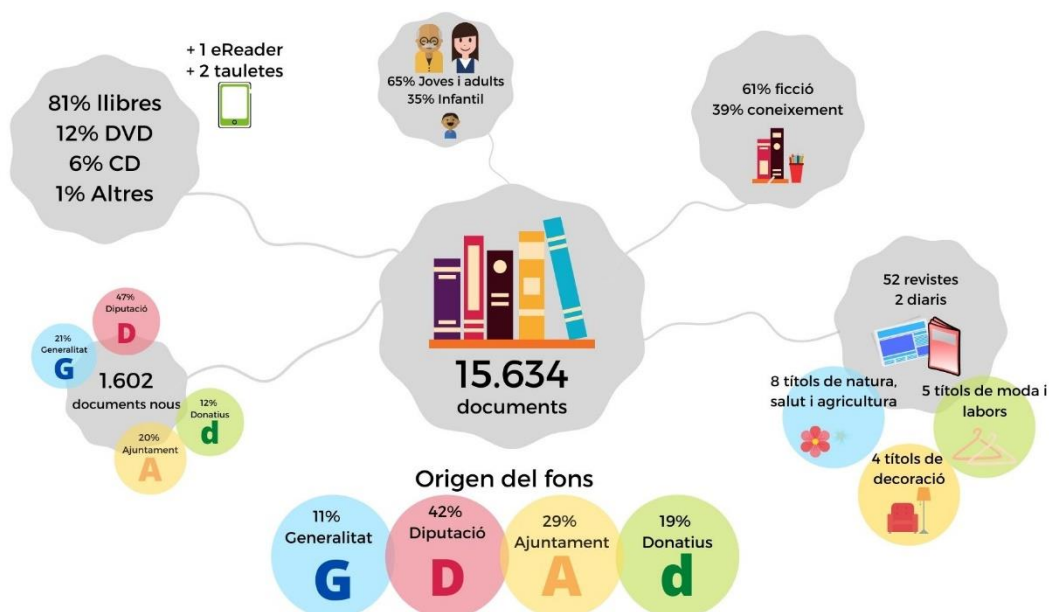 + 1 eReader
+ 2 tauletes
81% llibres
12% DVD
6% CD
1% Altres
65% Joves i adults
35% Infantil
61% ficció
39% coneixement
15.634
documents
47%
Diputació
D
21%
Generalitat
G
1.602
documents nous
12%
Donatius
d
20%
Ajuntament
A
52 revistes
2 diaris
8 títols de natura,
salut i agricultura
5 títols de moda i
labors
4 títols de
decoració
Origen del fons
11%
Generalitat
G
42%
Diputació
D
29%
Ajuntament
A
19%
Donatius
d